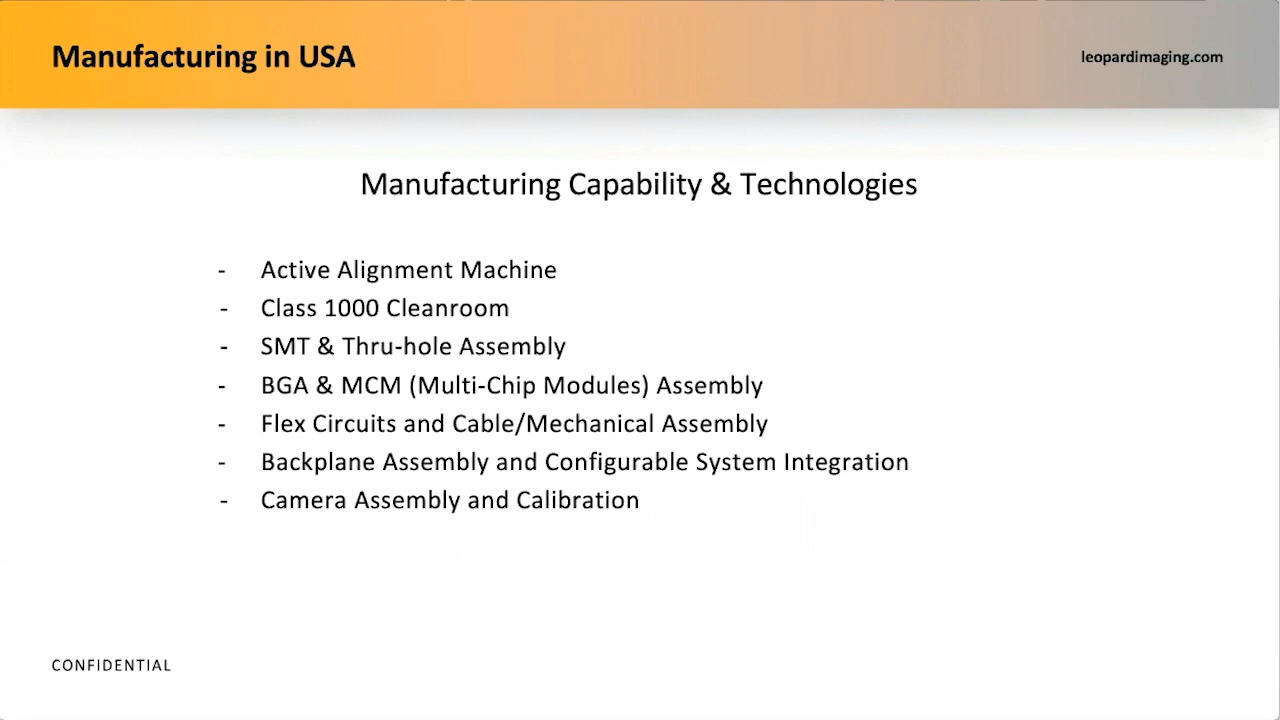 Manufacturing in USA
leopardimaging.com
Manufacturing Capability & Technologies
- Active Alignment Machine
- Class 1000 Cleanroom
- SMT & Thru-hole Assembly
- BGA & MCM (Multi-Chip Modules) Assembly
- Flex Circuits and Cable/Mechanical Assembly
- Backplane Assembly and Configurable System Integration
- Camera Assembly and Calibration
CONFIDENTIAL